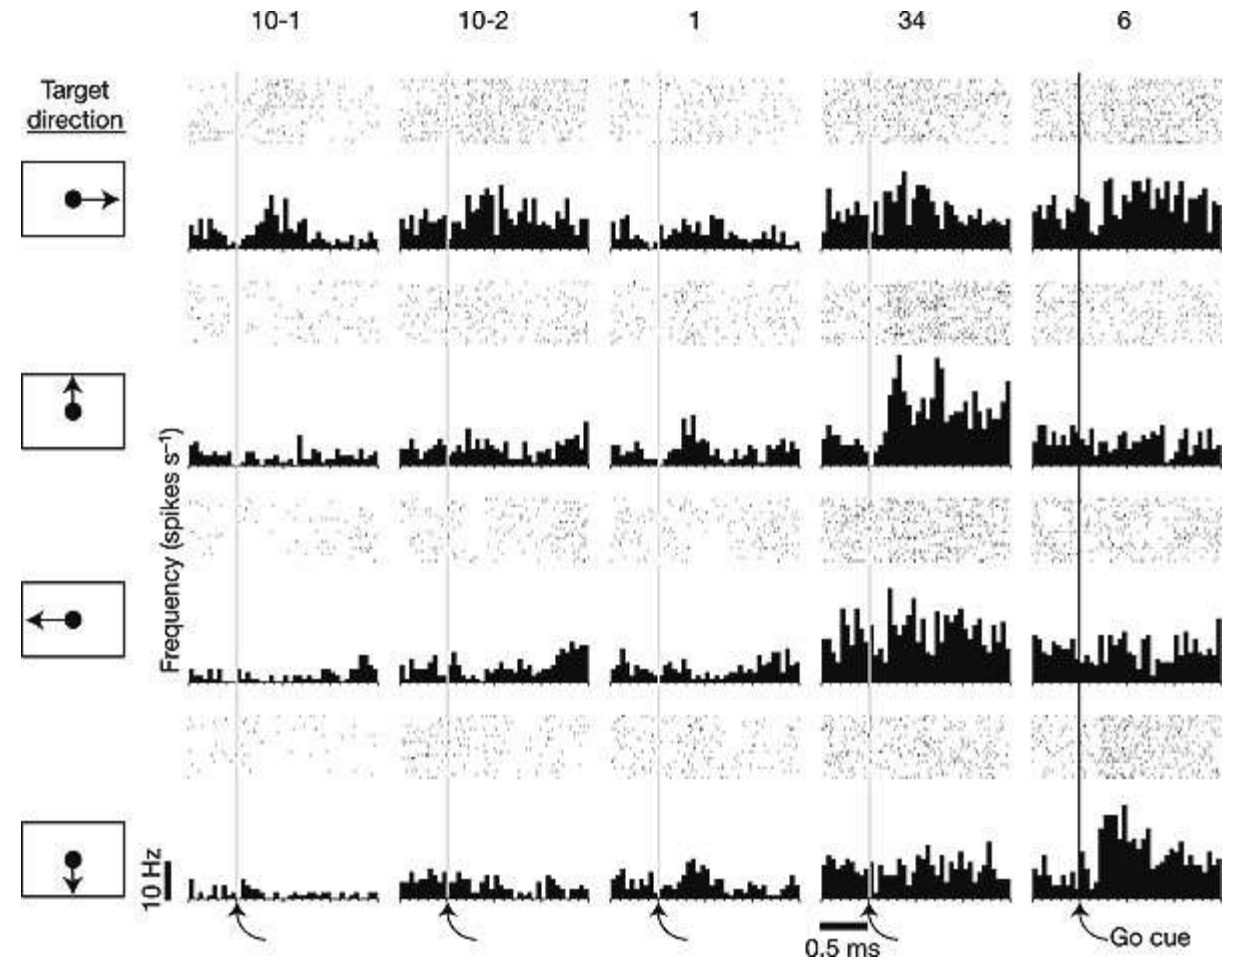 10-1 10-2 1 34 6
Target
direction
Frequency (spikes s⁻¹)
10 Hz
0.5 ms
Go cue